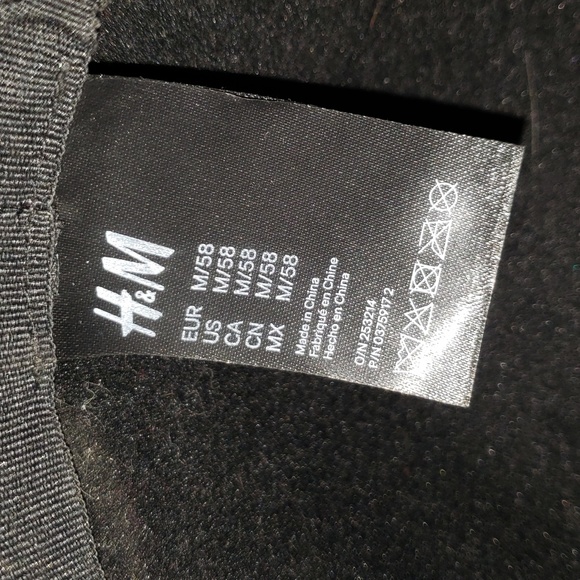 H&M
EUR M/58
US M/58
CA M/58
CN M/58
MX M/58
Made in China
Fabriqué en Chine
Hecho en China
O/N 253214
P/N 0375917.2